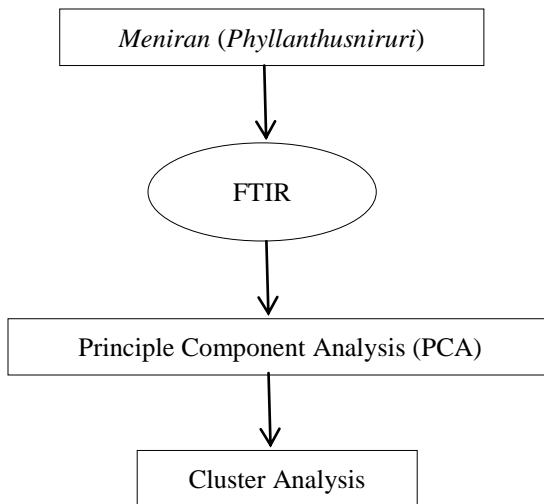 Meniran (Phyllanthusniruri)
FTIR
Principle Component Analysis (PCA)
Cluster Analysis